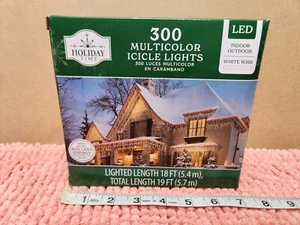 HOLIDAY
TIME
300
MULTICOLOR
ICICLE LIGHTS
300 LUCES MULTICOLOR
EN CARÁMBANO
LED
INDOOR
OUTDOOR
WHITE WIRE
LIGHTED LENGTH 18 FT (5.4 m),
TOTAL LENGTH 19 FT (5.7 m)
1 2 3 4 5 6 7 8 9